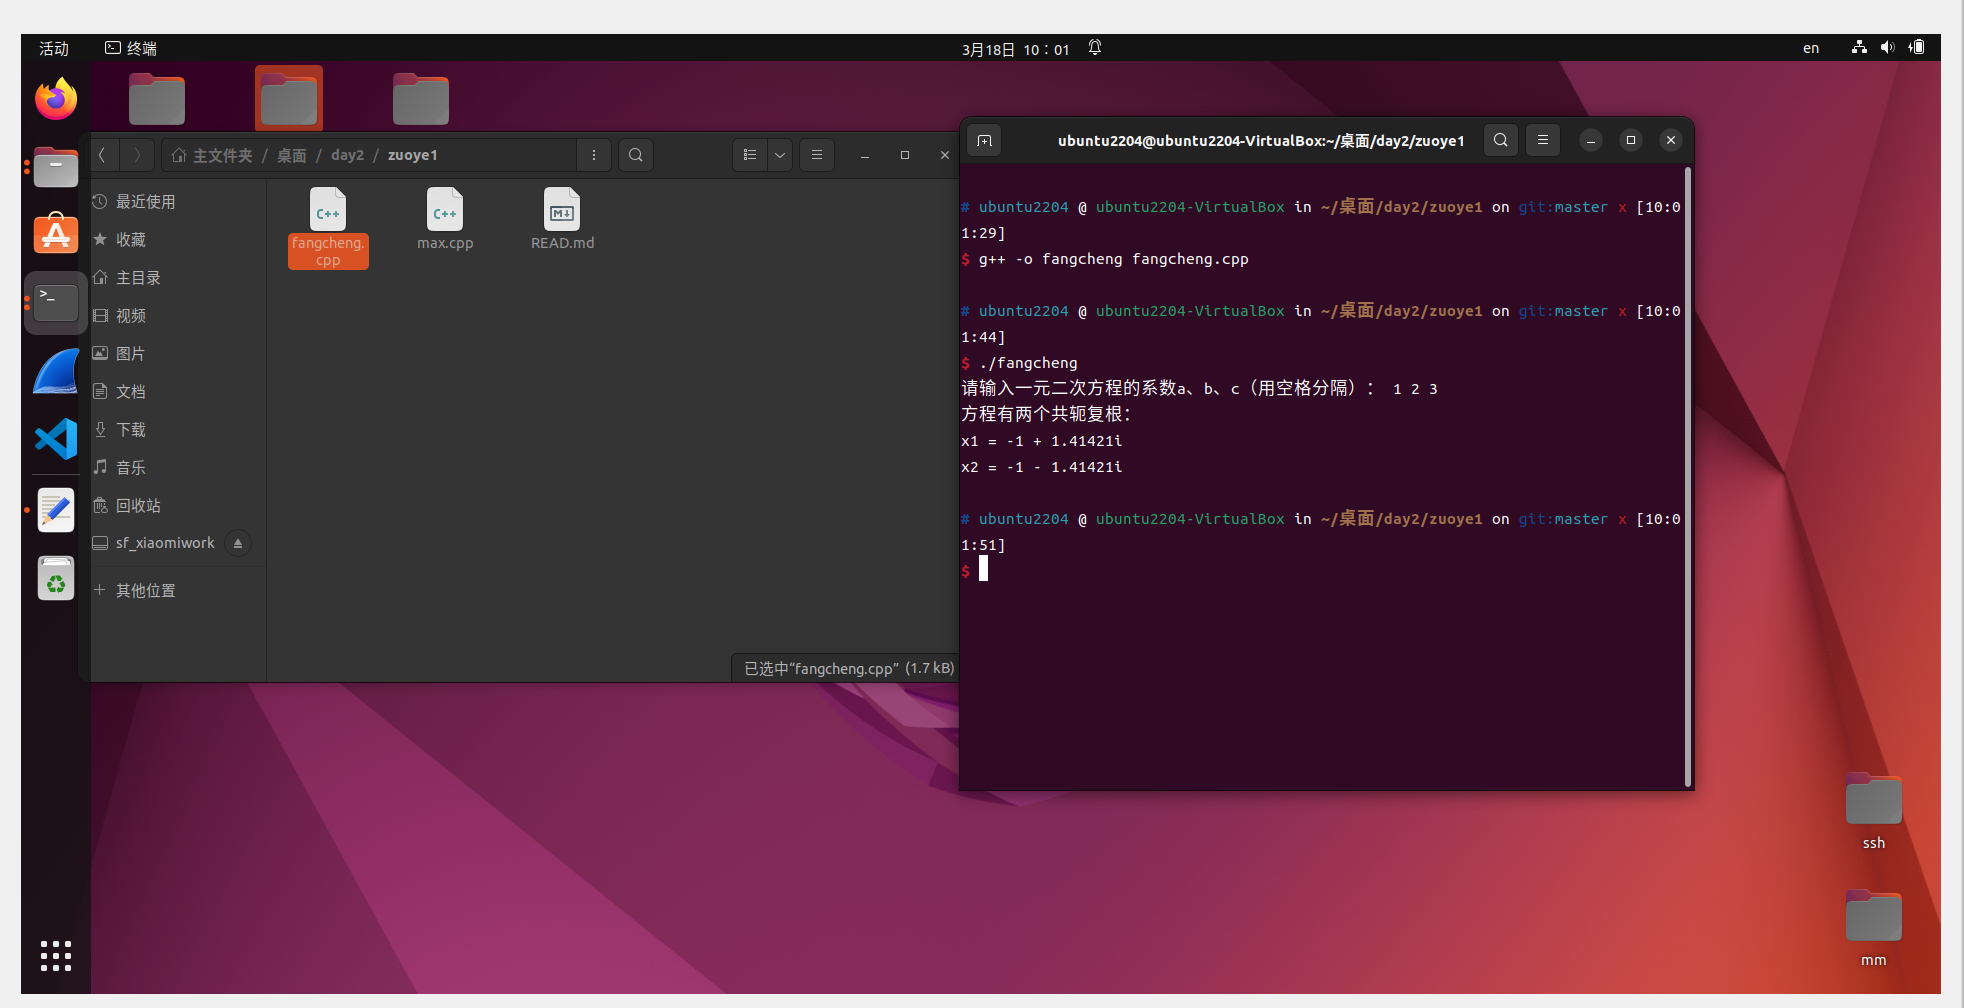 活动 终端 3月18日 10：01 en
主文件夹 / 桌面 / day2 / zuoye1
最近使用
收藏
主目录
视频
图片
文档
下载
音乐
回收站
sf_xiaomiwork
+ 其他位置
C++ C++ M↓
fangcheng.
cpp
max.cpp
READ.md
已选中“fangcheng.cpp” (1.7 kB)
ubuntu2204@ubuntu2204-VirtualBox:~/桌面/day2/zuoye1
# ubuntu2204 @ ubuntu2204-VirtualBox in ~/桌面/day2/zuoye1 on git:master x [10:0
1:29]
$ g++ -o fangcheng fangcheng.cpp
# ubuntu2204 @ ubuntu2204-VirtualBox in ~/桌面/day2/zuoye1 on git:master x [10:0
1:44]
$ ./fangcheng
请输入一元二次方程的系数a、b、c（用空格分隔）： 1 2 3
方程有两个共轭复根：
x1 = -1 + 1.41421i
x2 = -1 - 1.41421i
# ubuntu2204 @ ubuntu2204-VirtualBox in ~/桌面/day2/zuoye1 on git:master x [10:0
1:51]
$
ssh
mm